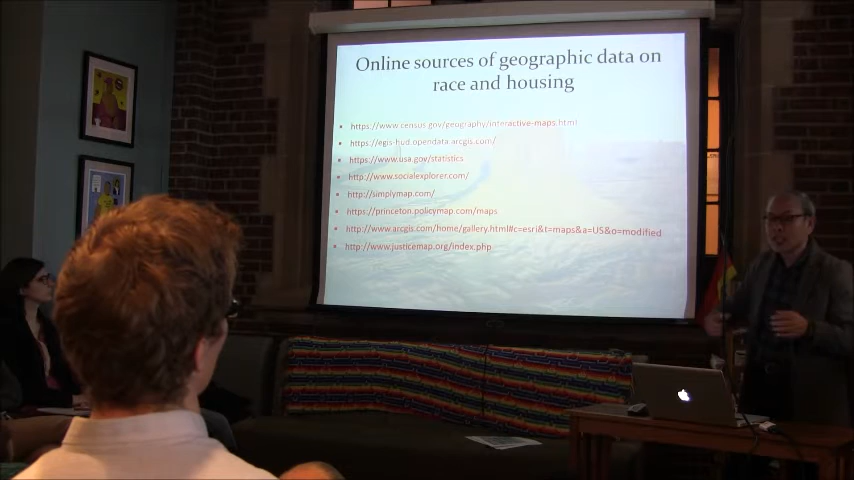 Online sources of geographic data on
race and housing
https://www.census.gov/geography/interactive-maps.html
https://egis-hud.opendata.arcgis.com/
https://www.usa.gov/statistics
http://www.socialexplorer.com/
http://simplymap.com/
https://princeton.policymap.com/maps
http://www.arcgis.com/home/gallery.html#c=esri&t=maps&a=US&o=modified
http://www.justicemap.org/index.php